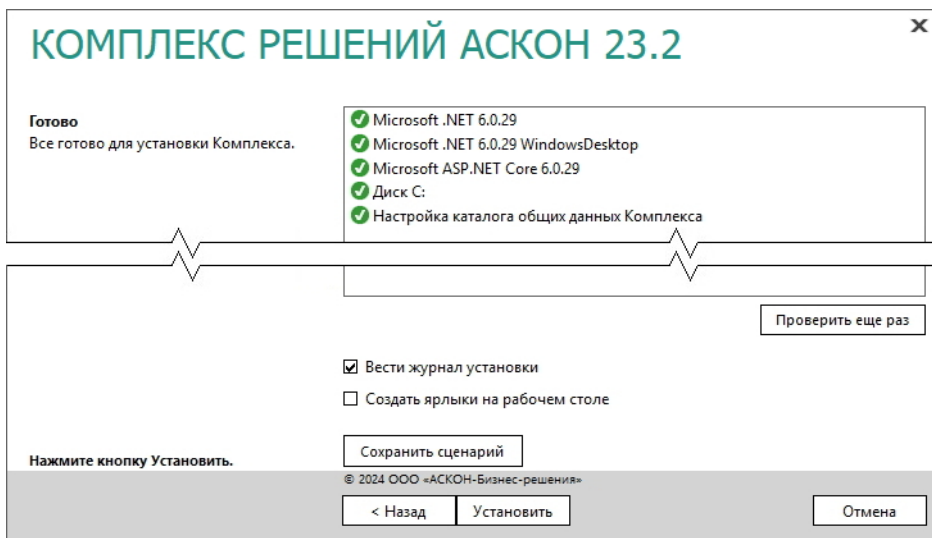 КОМПЛЕКС РЕШЕНИЙ АСКОН 23.2
Готово
Все готово для установки Комплекса.
Microsoft .NET 6.0.29
Microsoft .NET 6.0.29 WindowsDesktop
Microsoft ASP.NET Core 6.0.29
Диск C:
Настройка каталога общих данных Комплекса
Проверить еще раз
Вести журнал установки
Создать ярлыки на рабочем столе
Сохранить сценарий
Нажмите кнопку Установить.
© 2024 ООО «АСКОН-Бизнес-решения»
< Назад
Установить
Отмена